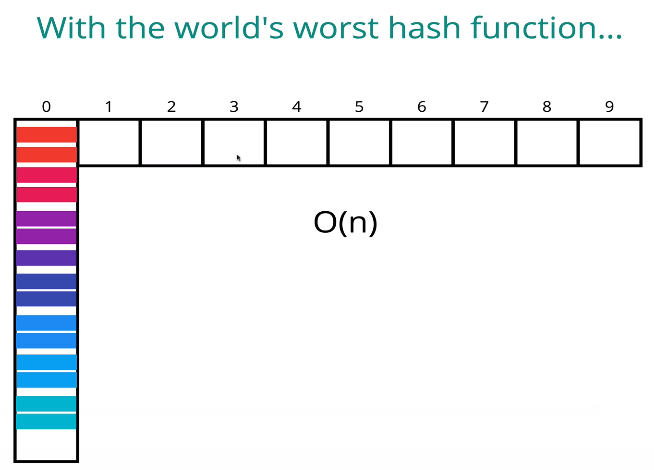 With the world's worst hash function...
0 1 2 3 4 5 6 7 8 9
O(n)